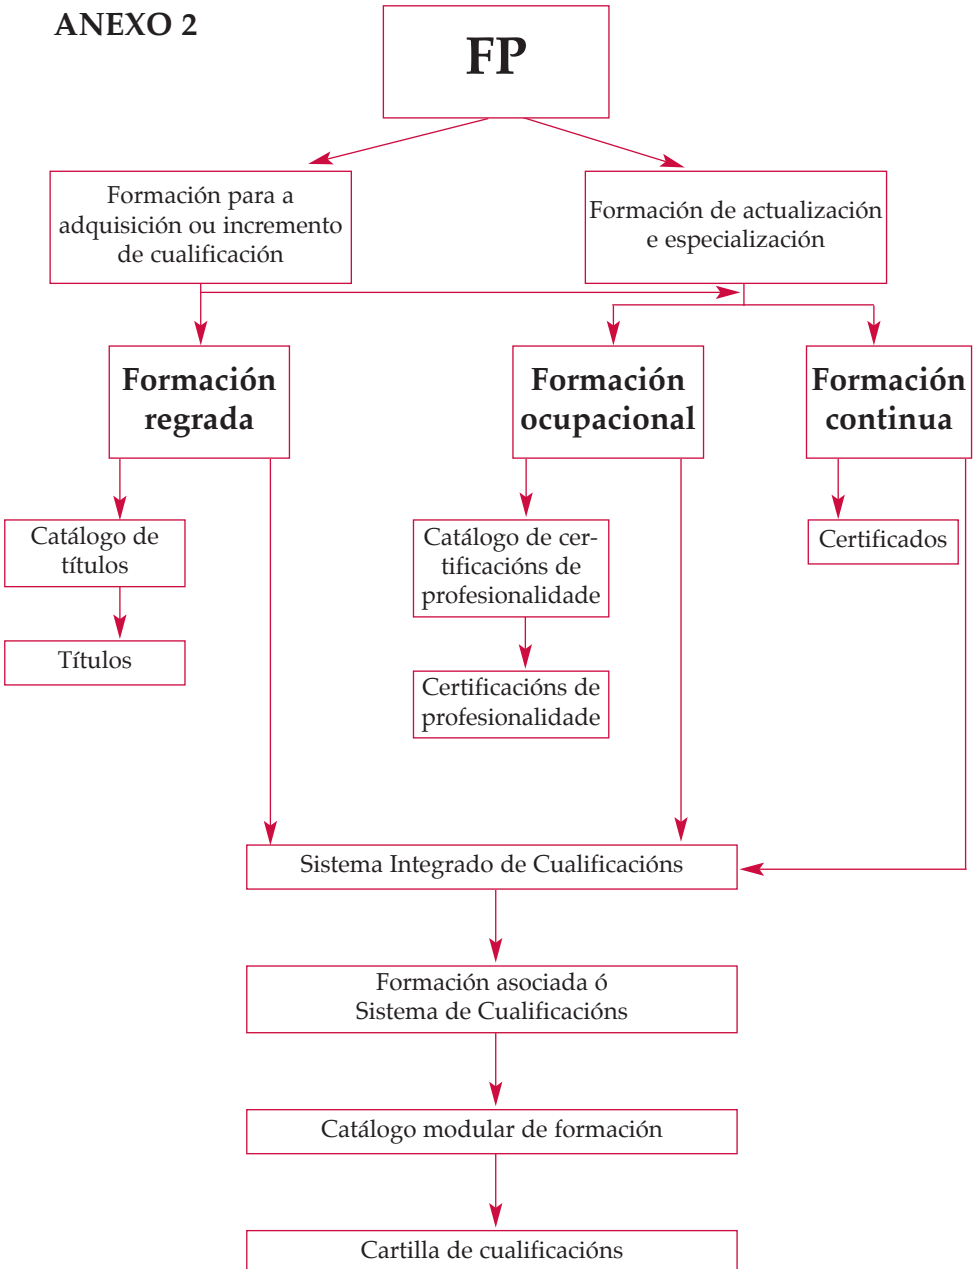 ANEXO 2
FP
Formación para a
adquisición ou incremento
de cualificación
Formación de actualización
e especialización
Formación
regrada
Formación
ocupacional
Formación
continua
Catálogo de
títulos
Títulos
Catálogo de cer-
tificacións de
profesionalidade
Certificacións de
profesionalidade
Certificados
Sistema Integrado de Cualificacións
Formación asociada ó
Sistema de Cualificacións
Catálogo modular de formación
Cartilla de cualificacións